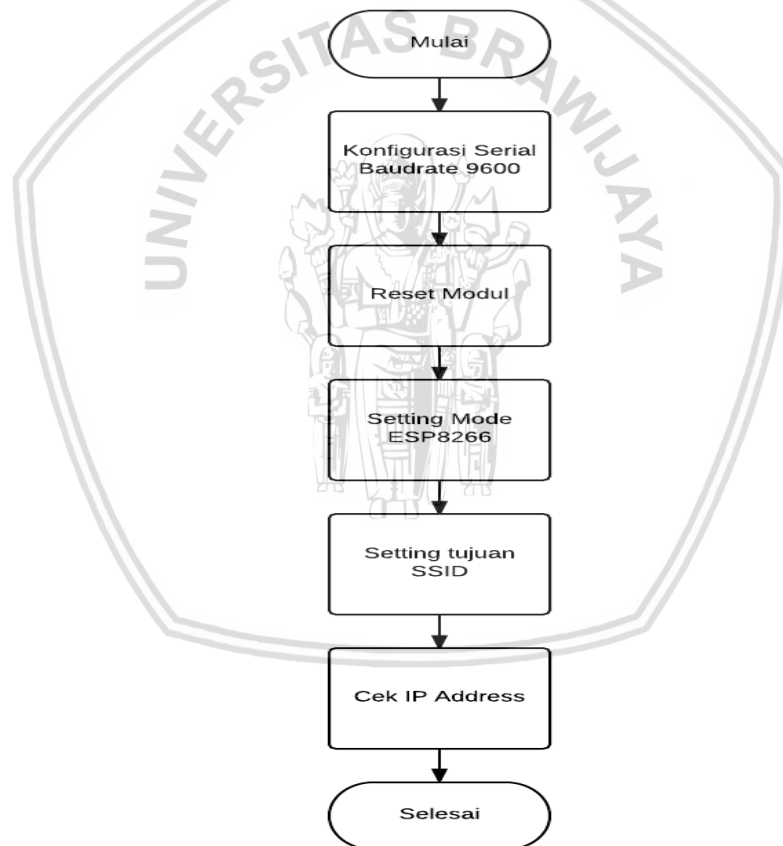 UNIVERSITAS BRAWIJAYA
Mulai
Konfigurasi Serial
Baudrate 9600
Reset Modul
Setting Mode
ESP8266
Setting tujuan
SSID
Cek IP Address
Selesai